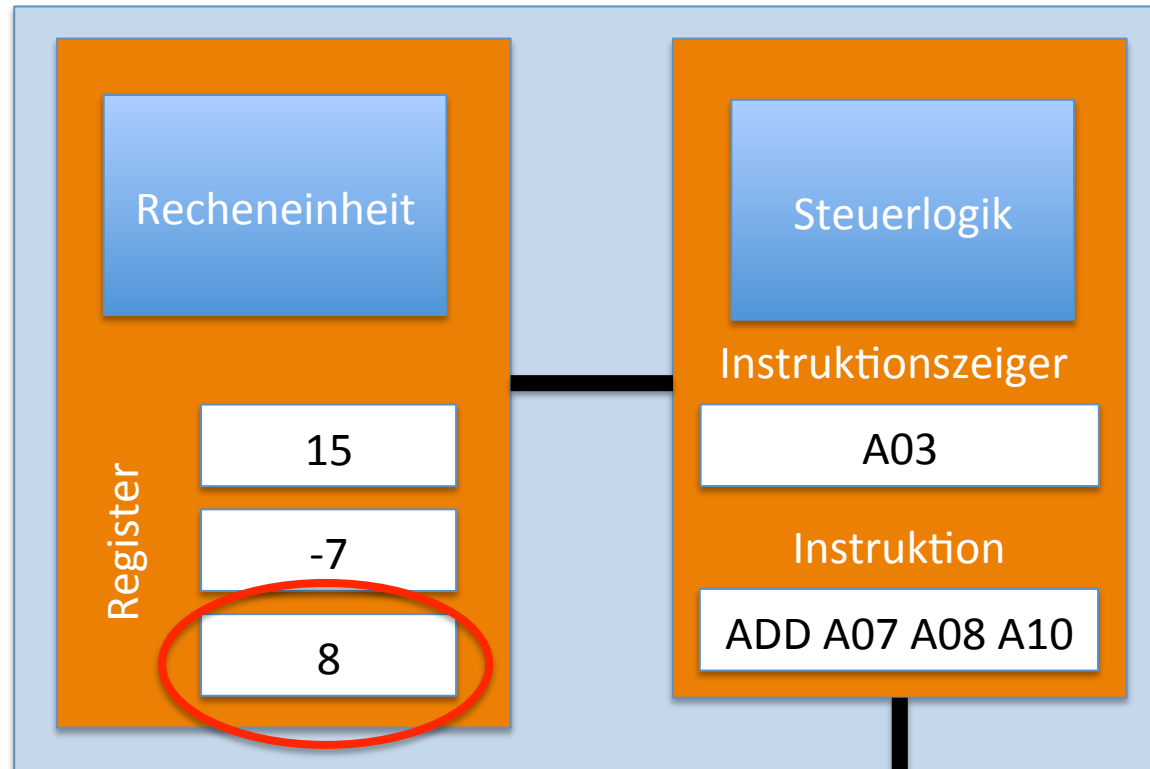 Recheneinheit
Register
15
-7
8
Steuerlogik
Instruktionszeiger
A03
Instruktion
ADD A07 A08 A10